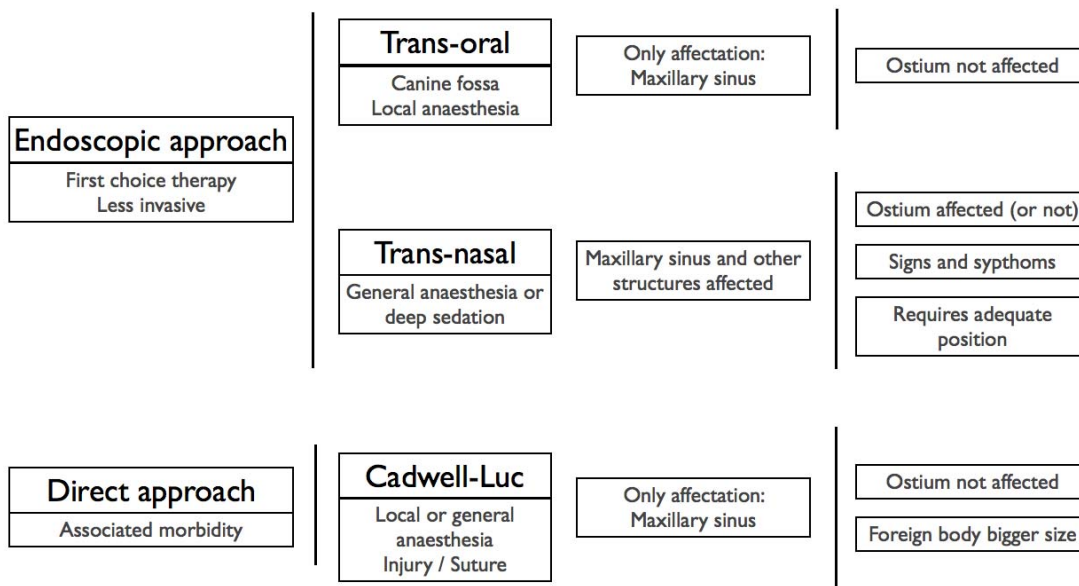 Endoscopic approach
First choice therapy
Less invasive
Trans-oral
Canine fossa
Local anaesthesia
Only affectation:
Maxillary sinus
Ostium not affected
Trans-nasal
General anaesthesia or
deep sedation
Maxillary sinus and other
structures affected
Ostium affected (or not)
Signs and sypthoms
Requires adequate
position
Direct approach
Associated morbidity
Cadwell-Luc
Local or general
anaesthesia
Injury / Suture
Only affectation:
Maxillary sinus
Ostium not affected
Foreign body bigger size